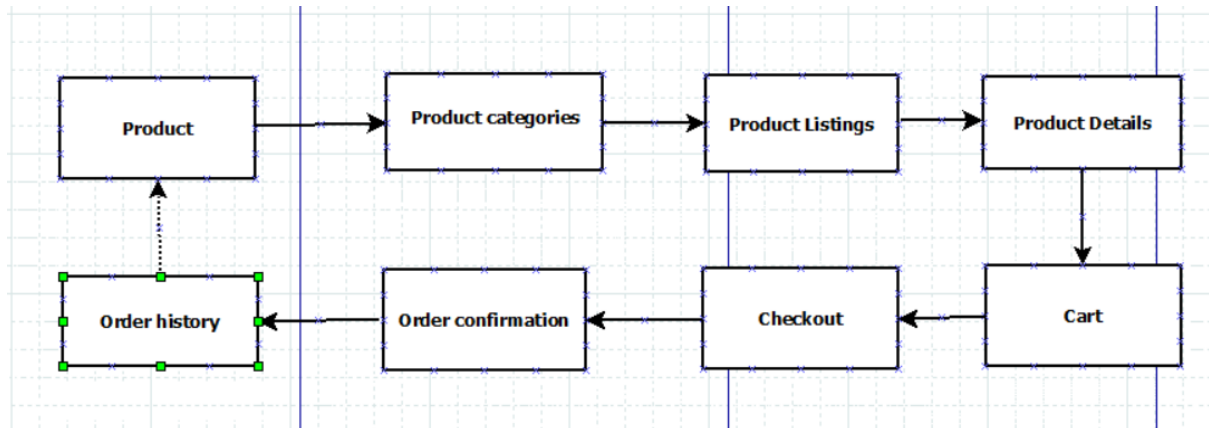 Product
Product categories
Product Listings
Product Details
Order history
Order confirmation
Checkout
Cart